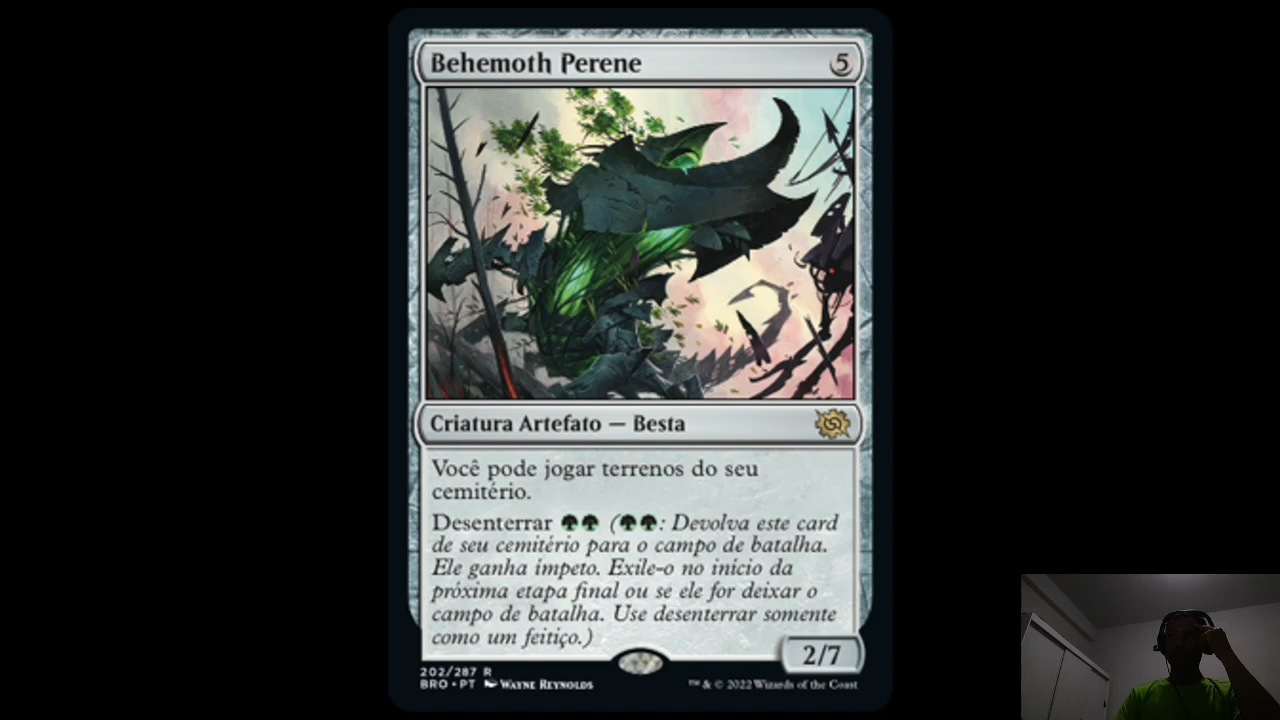 Behemoth Perene 5
Criatura Artefato — Besta
Você pode jogar terrenos do seu
cemitério.
Desenterrar (: Devolva este card
de seu cemitério para o campo de batalha.
Ele ganha ímpeto. Exile-o no início da
próxima etapa final ou se ele for deixar o
campo de batalha. Use desenterrar somente
como um feitiço.)
2/7
202/287 R
BRO • PT Wayne Reynolds
™ & © 2022 Wizards of the Coast